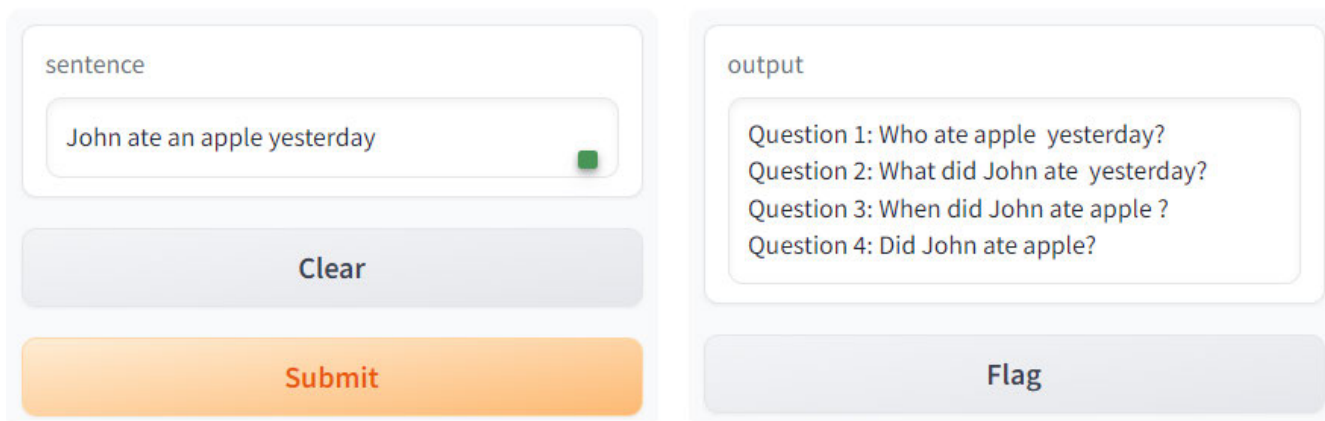 sentence
John ate an apple yesterday
Clear
Submit
output
Question 1: Who ate apple  yesterday?
Question 2: What did John ate  yesterday?
Question 3: When did John ate apple ?
Question 4: Did John ate apple?
Flag